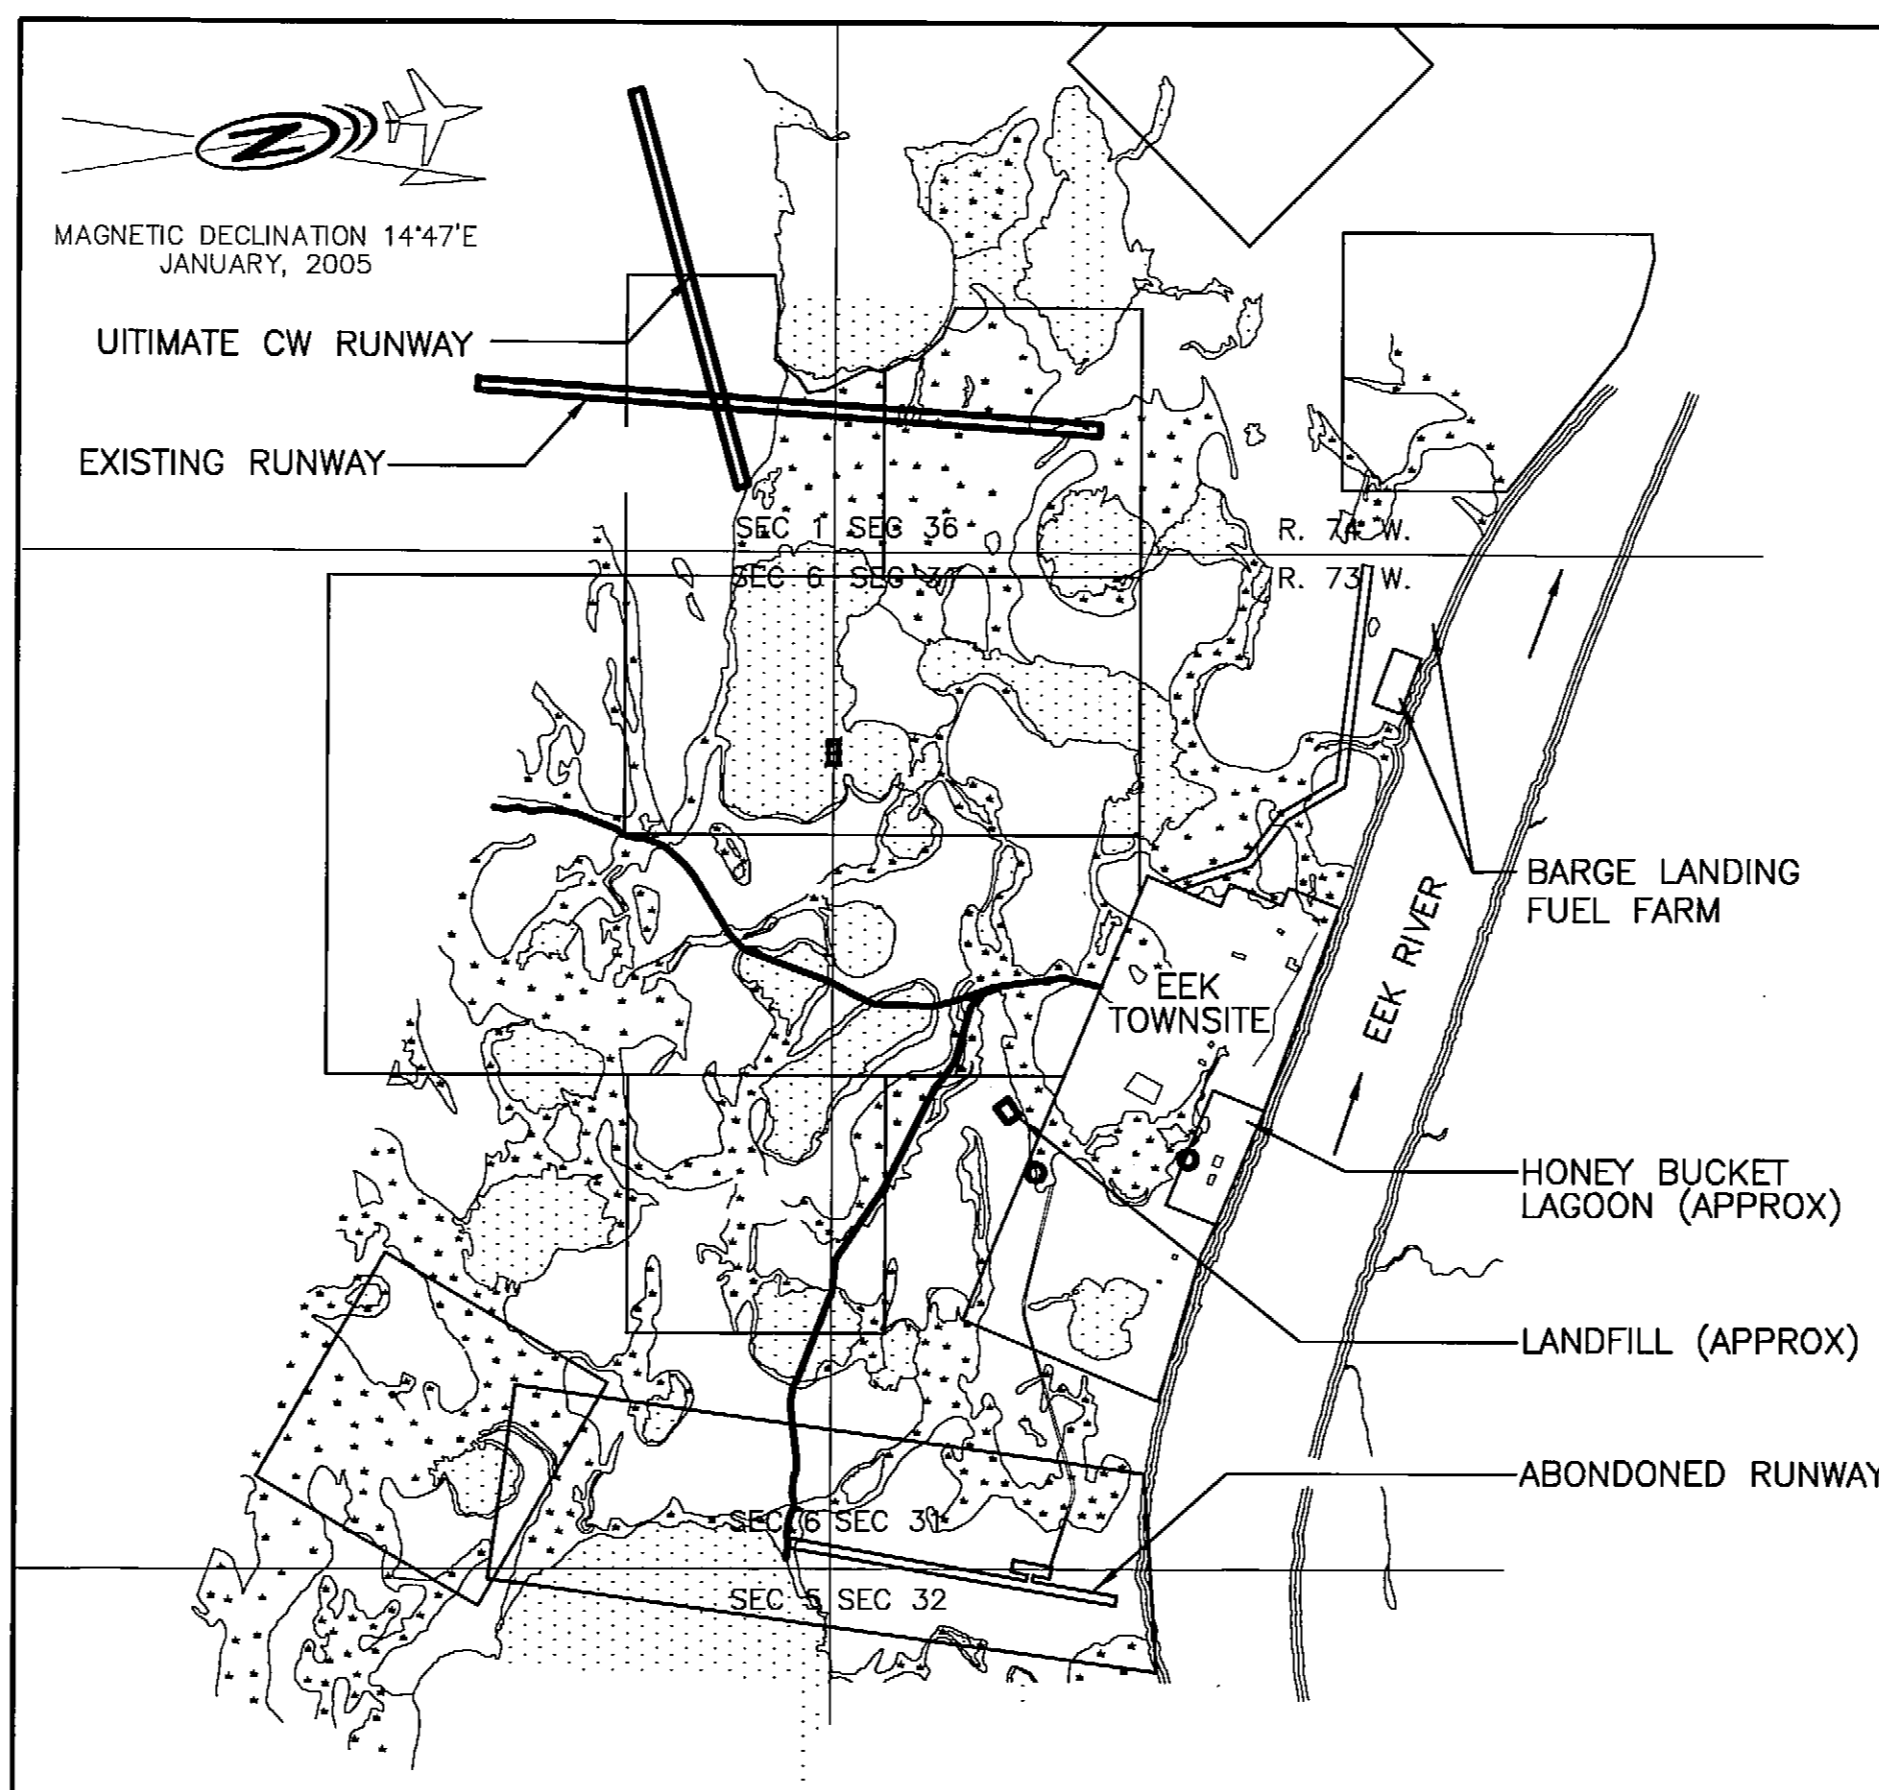 N
MAGNETIC DECLINATION 14°47'E
JANUARY, 2005
UITIMATE CW RUNWAY
EXISTING RUNWAY
SEC 1 SEC 36
R. 74 W.
SEC 6 SEC 31
R. 73 W.
BARGE LANDING
FUEL FARM
EEK RIVER
EEK
TOWNSITE
HONEY BUCKET
LAGOON (APPROX)
LANDFILL (APPROX)
ABONDONED RUNWAY
SEC 6 SEC 31
SEC 5 SEC 32